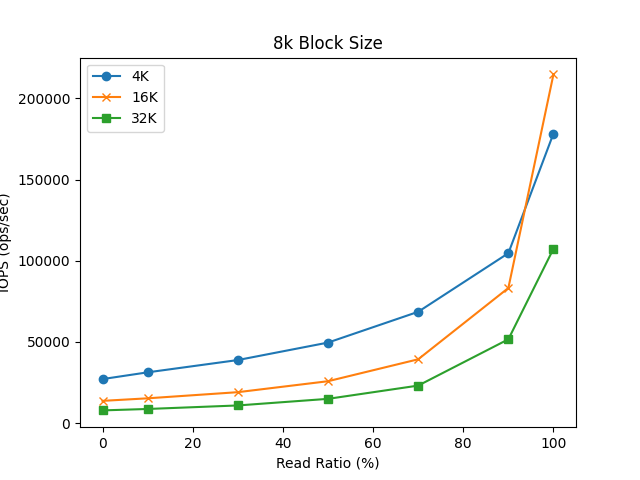 8k Block Size
4K
16K
32K
200000
150000
100000
50000
0
IOPS (ops/sec)
0 20 40 60 80 100
Read Ratio (%)